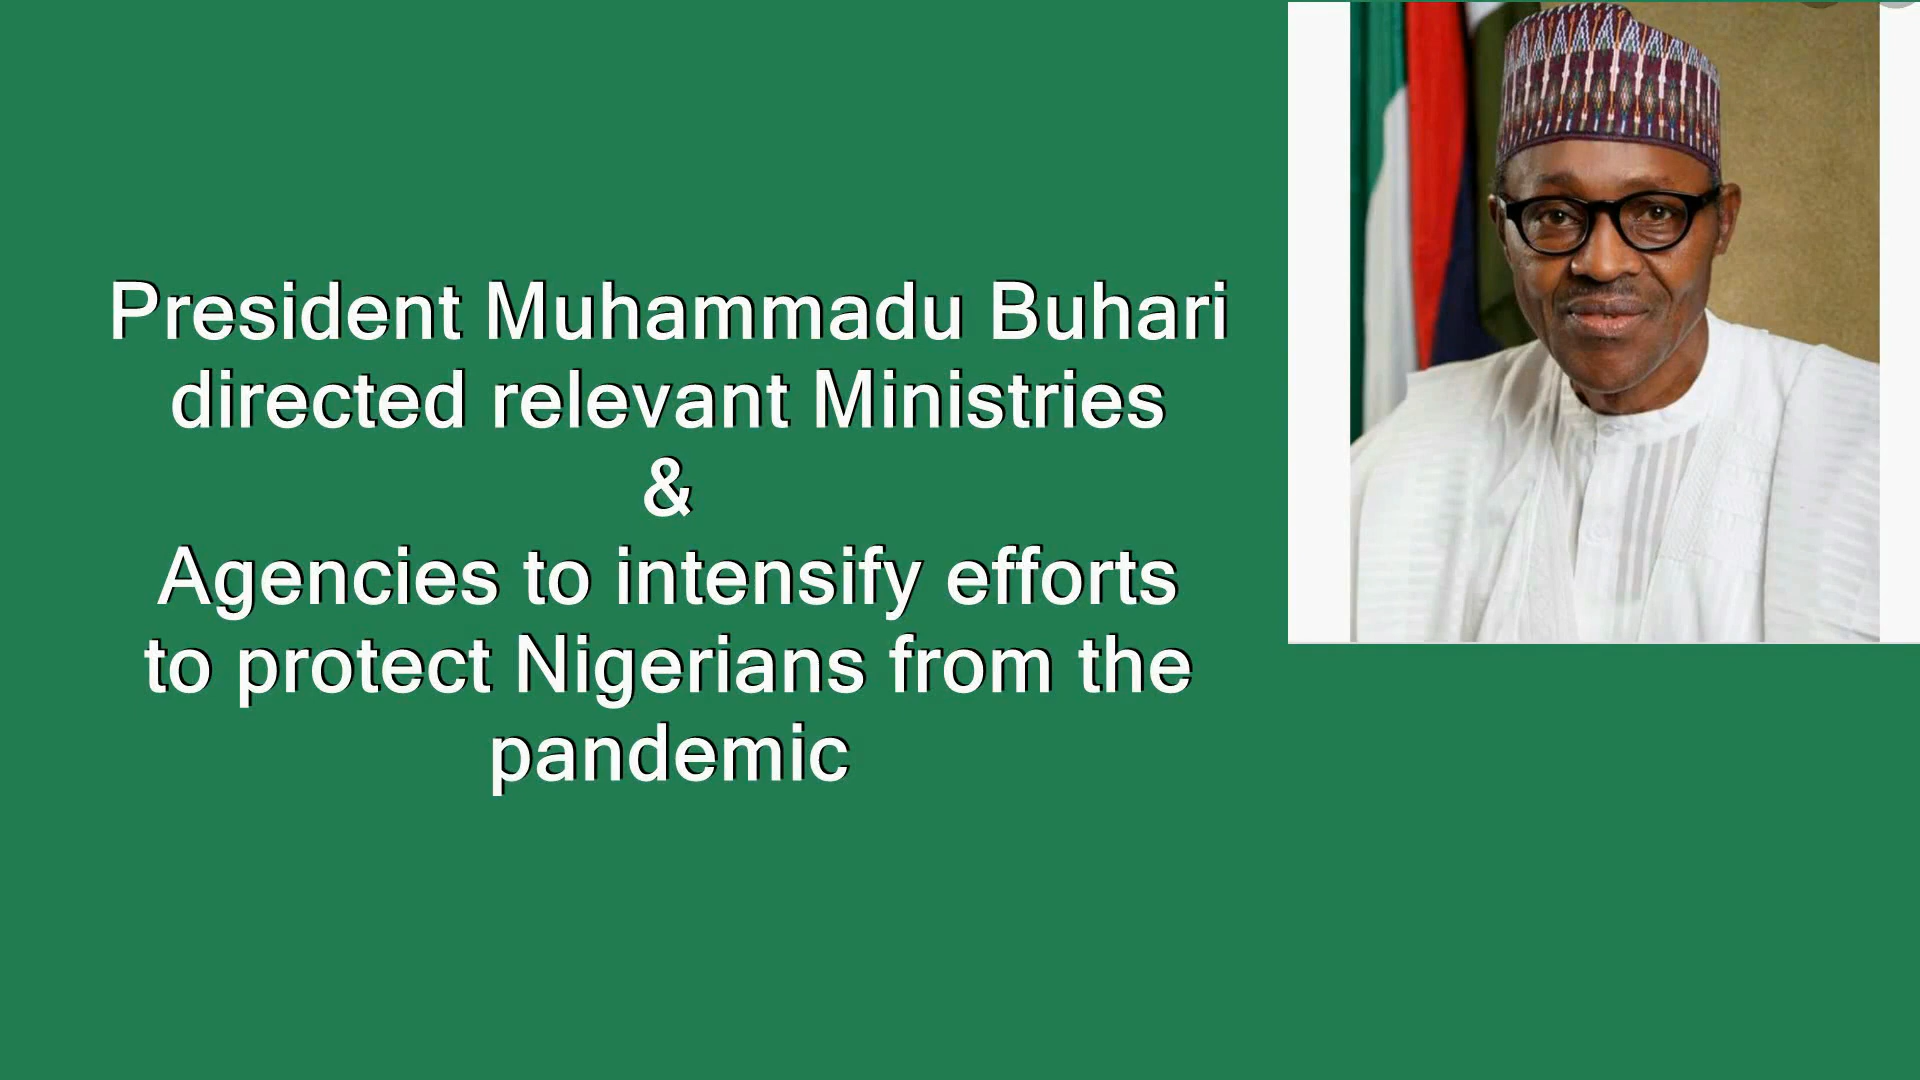 President Muhammadu Buhari
directed relevant Ministries
&
Agencies to intensify efforts
to protect Nigerians from the
pandemic